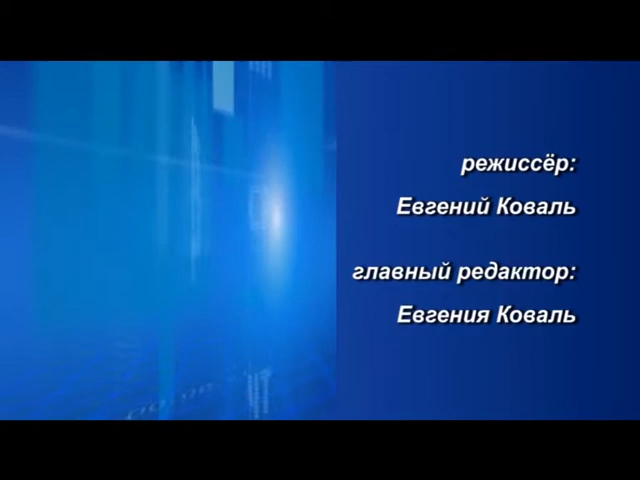 режиссёр:
Евгений Коваль
главный редактор:
Евгения Коваль